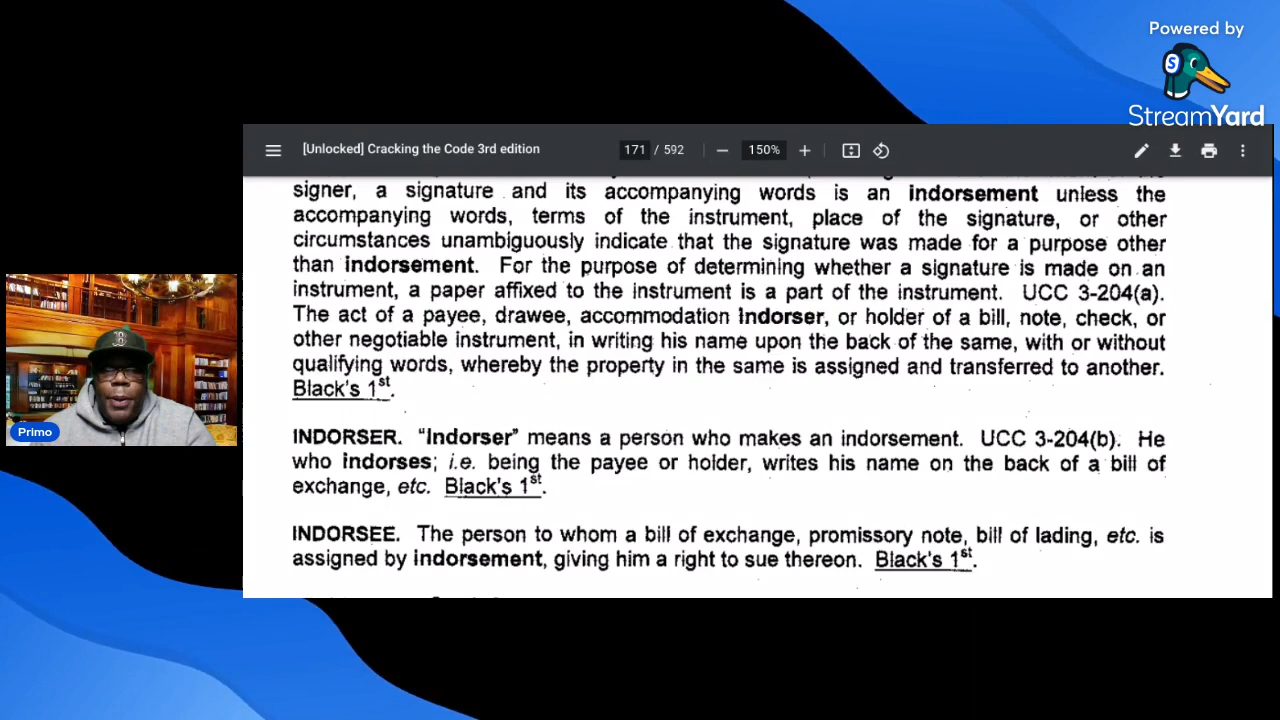 Powered by
StreamYard
[Unlocked] Cracking the Code 3rd edition
171 / 592
150%
signer, a signature and its accompanying words is an indorsement unless the
accompanying words, terms of the instrument, place of the signature, or other
circumstances unambiguously indicate that the signature was made for a purpose other
than indorsement. For the purpose of determining whether a signature is made on an
instrument, a paper affixed to the instrument is a part of the instrument. UCC 3-204(a).
The act of a payee, drawee, accommodation indorser, or holder of a bill, note, check, or
other negotiable instrument, in writing his name upon the back of the same, with or without
qualifying words, whereby the property in the same is assigned and transferred to another.
Black's 1st.
INDORSER. "Indorser" means a person who makes an indorsement. UCC 3-204(b). He
who indorses; i.e. being the payee or holder, writes his name on the back of a bill of
exchange, etc. Black's 1st.
INDORSEE. The person to whom a bill of exchange, promissory note, bill of lading, etc. is
assigned by indorsement, giving him a right to sue thereon. Black's 1st.
Primo